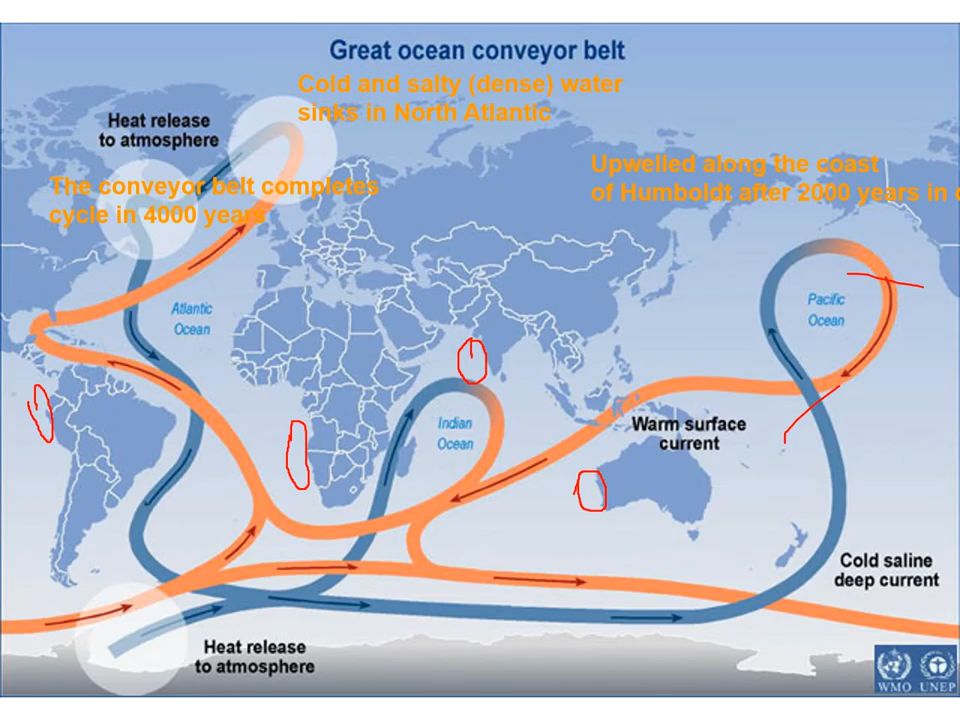 Great ocean conveyor belt
Cold and salty (dense) water
sinks in North Atlantic
Heat release
to atmosphere
Upwelled along the coast
of Humboldt after 2000 years in
The conveyor belt completes
cycle in 4000 years
Atlantic
Ocean
Pacific
Ocean
Indian
Ocean
Warm surface
current
Cold saline
deep current
Heat release
to atmosphere
WMO UNEP